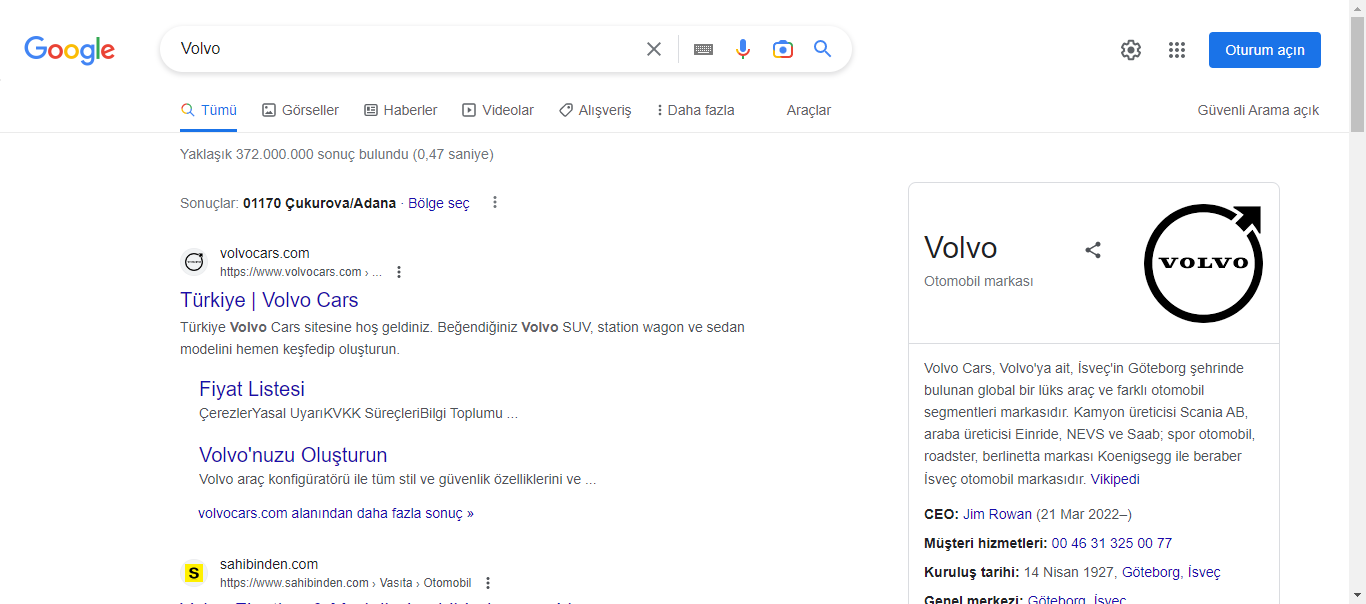 Google
Volvo
Oturum açın
Tümü
Görseller
Haberler
Videolar
Alışveriş
Daha fazla
Araçlar
Güvenli Arama açık
Yaklaşık 372.000.000 sonuç bulundu (0,47 saniye)
Sonuçlar: 01170 Çukurova/Adana · Bölge seç
volvocars.com
https://www.volvocars.com › ...
Türkiye | Volvo Cars
Türkiye Volvo Cars sitesine hoş geldiniz. Beğendiğiniz Volvo SUV, station wagon ve sedan
modelini hemen keşfedip oluşturun.
Fiyat Listesi
ÇerezlerYasal UyarıKVKK SüreçleriBilgi Toplumu ...
Volvo'nuzu Oluşturun
Volvo araç konfigüratörü ile tüm stil ve güvenlik özelliklerini ve ...
volvocars.com alanından daha fazla sonuç »
S
sahibinden.com
https://www.sahibinden.com › Vasıta › Otomobil
Volvo
Otomobil markası
VOLVO
Volvo Cars, Volvo'ya ait, İsveç'in Göteborg şehrinde
bulunan global bir lüks araç ve farklı otomobil
segmentleri markasıdır. Kamyon üreticisi Scania AB,
araba üreticisi Einride, NEVS ve Saab; spor otomobil,
roadster, berlinetta markası Koenigsegg ile beraber
İsveç otomobil markasıdır. Vikipedi
CEO: Jim Rowan (21 Mar 2022–)
Müşteri hizmetleri: 00 46 31 325 00 77
Kuruluş tarihi: 14 Nisan 1927, Göteborg, İsveç
Genel merkezi: Göteborg, İsveç